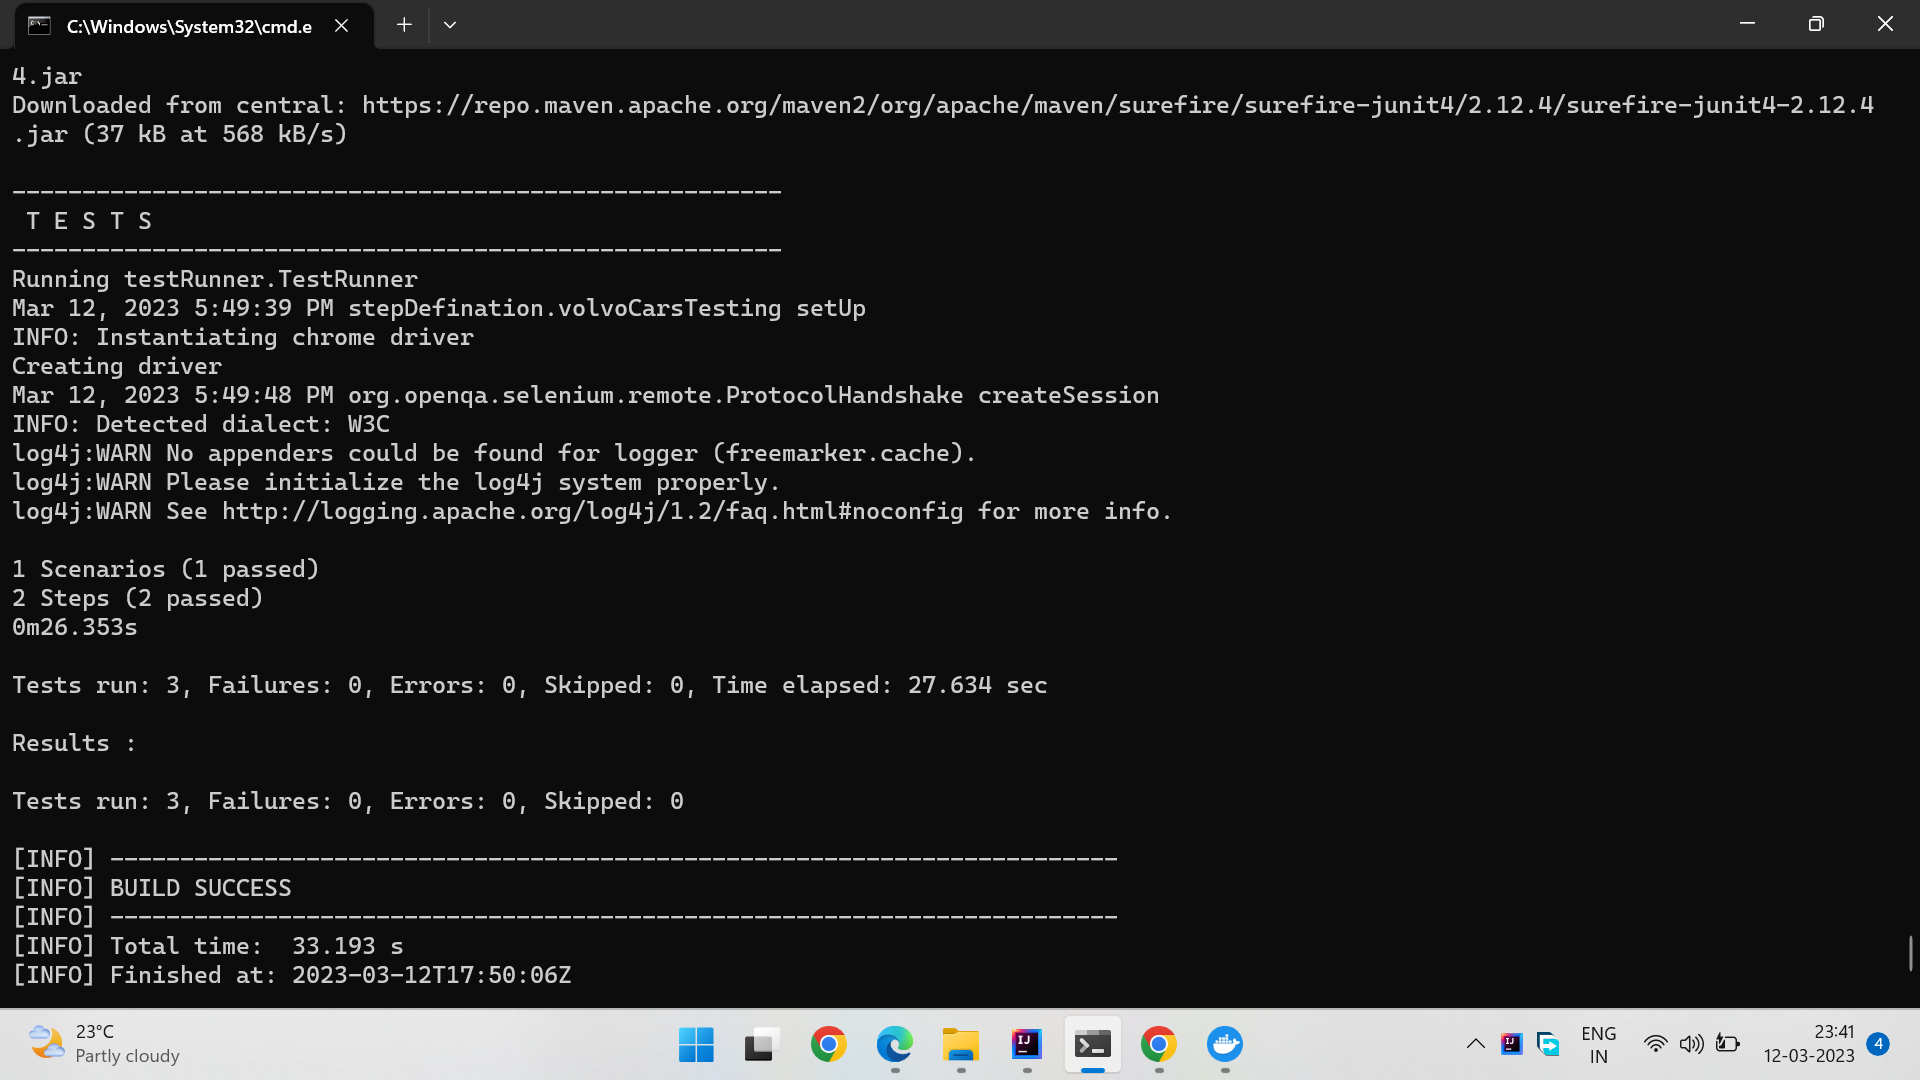 C:\Windows\System32\cmd.e
4.jar
Downloaded from central: https://repo.maven.apache.org/maven2/org/apache/maven/surefire/surefire-junit4/2.12.4/surefire-junit4-2.12.4
.jar (37 kB at 568 kB/s)
-------------------------------------------------------
T E S T S
-------------------------------------------------------
Running testRunner.TestRunner
Mar 12, 2023 5:49:39 PM stepDefination.volvoCarsTesting setUp
INFO: Instantiating chrome driver
Creating driver
Mar 12, 2023 5:49:48 PM org.openqa.selenium.remote.ProtocolHandshake createSession
INFO: Detected dialect: W3C
log4j:WARN No appenders could be found for logger (freemarker.cache).
log4j:WARN Please initialize the log4j system properly.
log4j:WARN See http://logging.apache.org/log4j/1.2/faq.html#noconfig for more info.
1 Scenarios (1 passed)
2 Steps (2 passed)
0m26.353s
Tests run: 3, Failures: 0, Errors: 0, Skipped: 0, Time elapsed: 27.634 sec
Results :
Tests run: 3, Failures: 0, Errors: 0, Skipped: 0
[INFO] ------------------------------------------------------------------------
[INFO] BUILD SUCCESS
[INFO] ------------------------------------------------------------------------
[INFO] Total time:  33.193 s
[INFO] Finished at: 2023-03-12T17:50:06Z
23°C
Partly cloudy
IJ
IJ
ENG
IN
23:41
12-03-2023
4